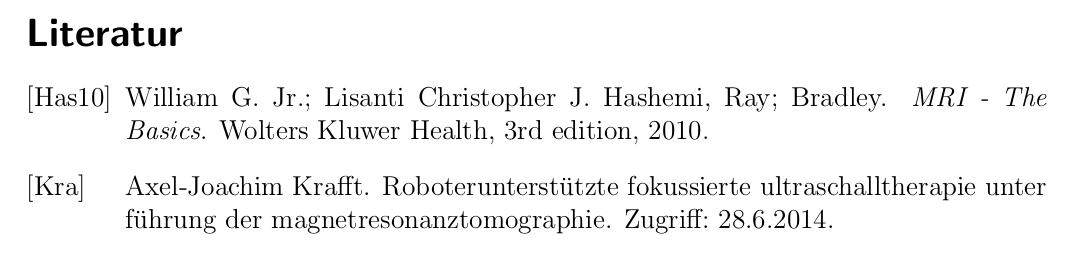 Literatur
[Has10] William G. Jr.; Lisanti Christopher J. Hashemi, Ray; Bradley. MRI - The
Basics. Wolters Kluwer Health, 3rd edition, 2010.
[Kra] Axel-Joachim Krafft. Roboterunterstützte fokussierte ultraschalltherapie unter
führung der magnetresonanztomographie. Zugriff: 28.6.2014.